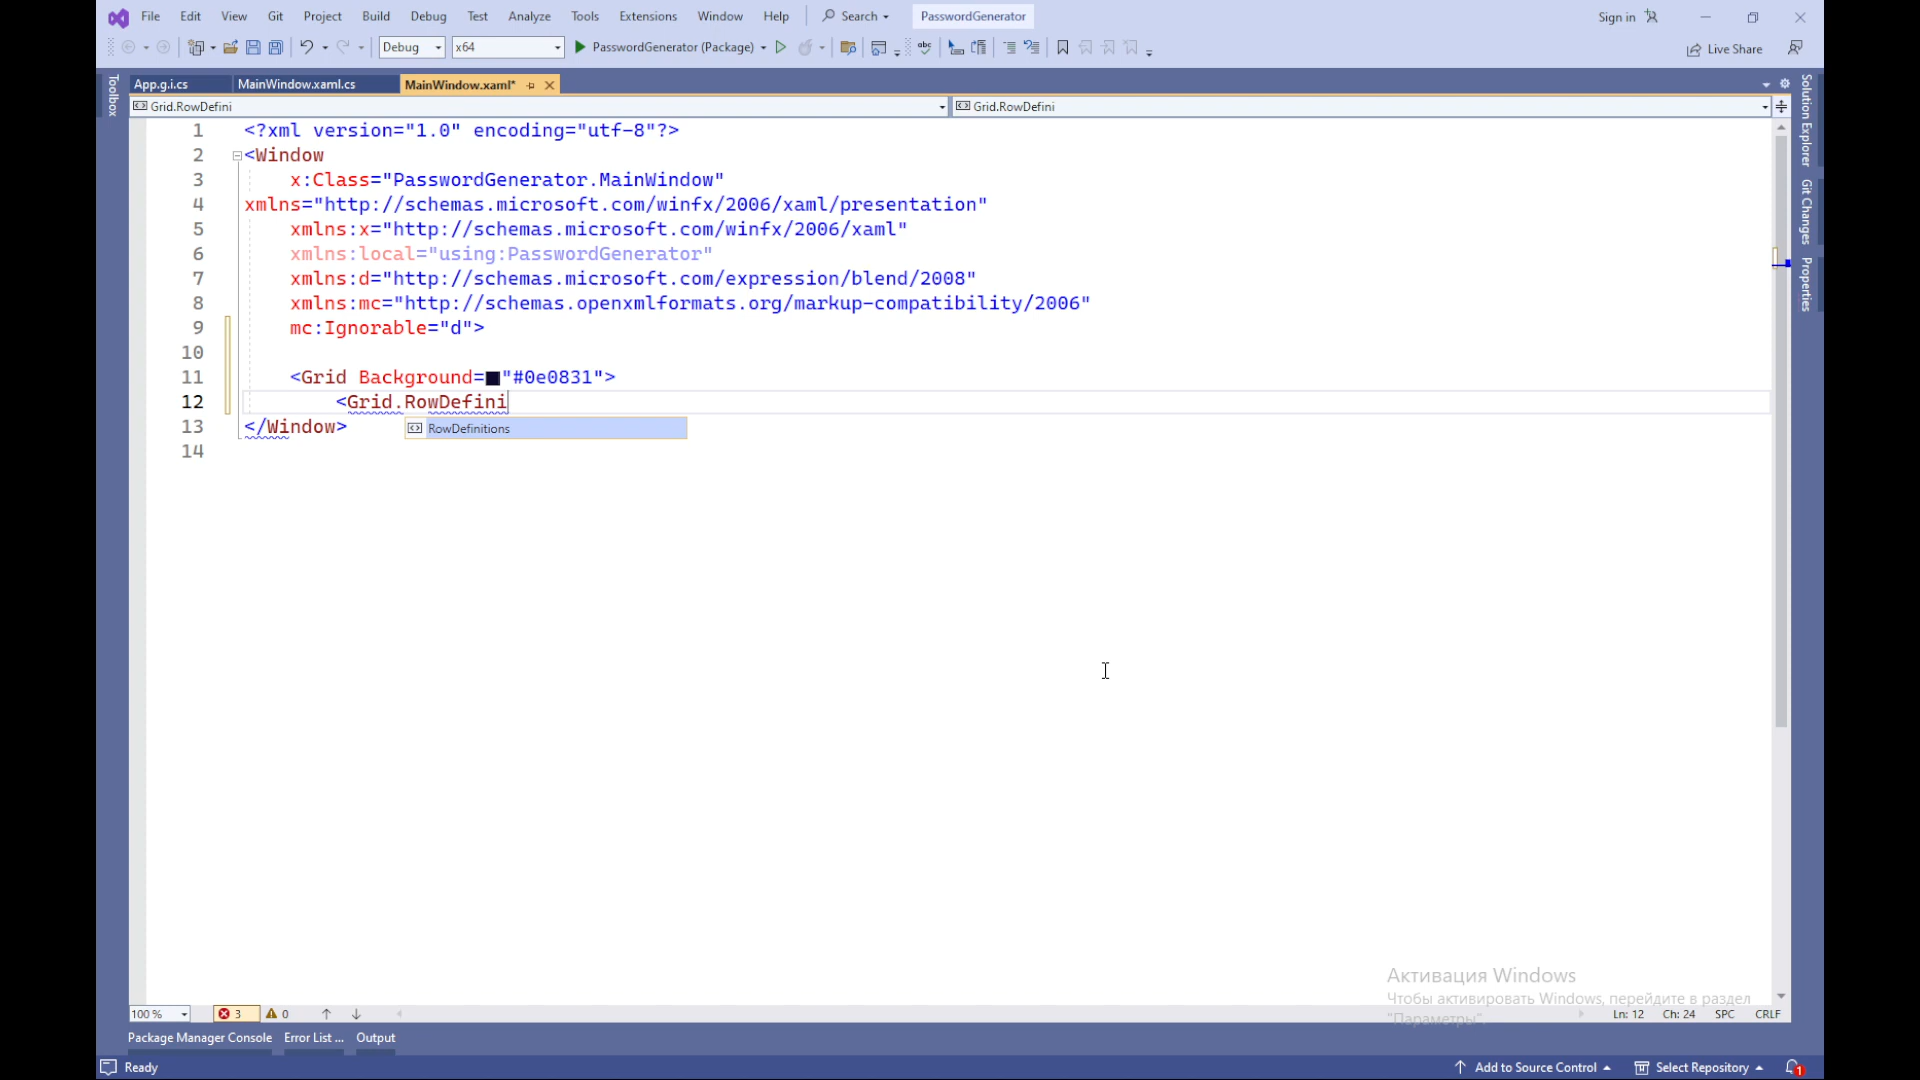 File Edit View Git Project Build Debug Test Analyze Tools Extensions Window Help Search PasswordGenerator Sign in
Debug x64 PasswordGenerator (Package) abc Live Share
App.g.i.cs MainWindow.xaml.cs MainWindow.xaml*
Toolbox
Grid.RowDefini Grid.RowDefini
Solution Explorer
Git Changes
Properties
1 <?xml version="1.0" encoding="utf-8"?>
2 <Window
3 x:Class="PasswordGenerator.MainWindow"
4 xmlns="http://schemas.microsoft.com/winfx/2006/xaml/presentation"
5 xmlns:x="http://schemas.microsoft.com/winfx/2006/xaml"
6 xmlns:local="using:PasswordGenerator"
7 xmlns:d="http://schemas.microsoft.com/expression/blend/2008"
8 xmlns:mc="http://schemas.openxmlformats.org/markup-compatibility/2006"
9 mc:Ignorable="d">
10
11 <Grid Background="#0e0831">
12 <Grid.RowDefini
13 </Window>
RowDefinitions
14
Активация Windows
Чтобы активировать Windows, перейдите в раздел
"Параметры".
100 % 3 0 Ln: 12 Ch: 24 SPC CRLF
Package Manager Console Error List ... Output
Ready Add to Source Control Select Repository 1